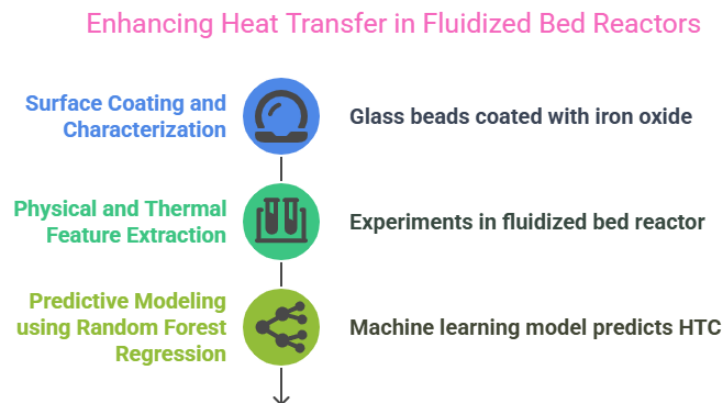 Enhancing Heat Transfer in Fluidized Bed Reactors
Surface Coating and
Characterization
Glass beads coated with iron oxide
Physical and Thermal
Feature Extraction
Experiments in fluidized bed reactor
Predictive Modeling
using Random Forest
Regression
Machine learning model predicts HTC